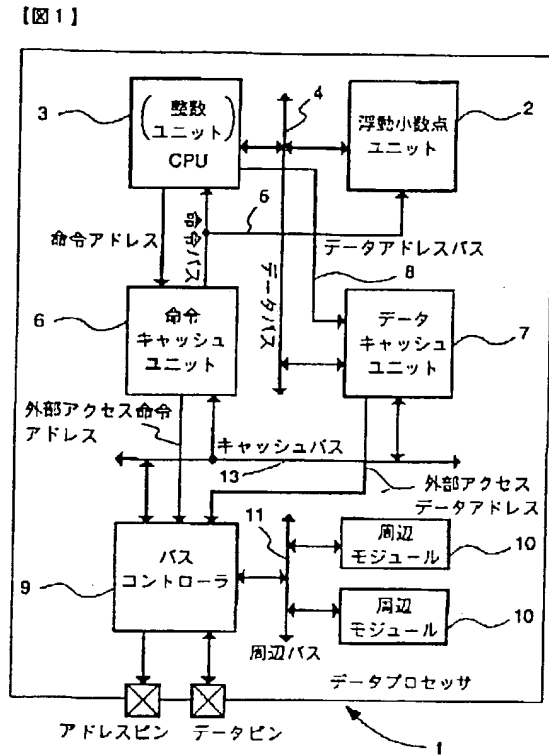 【図1】
3
(整数
ユニット)
CPU
4
浮動小数点
ユニット
2
命令アドレス
命令バス
5
データアドレスバス
8
6
命令
キャッシュ
ユニット
データバス
データ
キャッシュ
ユニット
7
外部アクセス命令
アドレス
キャッシュバス
13
外部アクセス
データアドレス
9
バス
コントローラ
11
周辺
モジュール
10
周辺
モジュール
10
周辺バス
データプロセッサ
アドレスピン
データピン
1